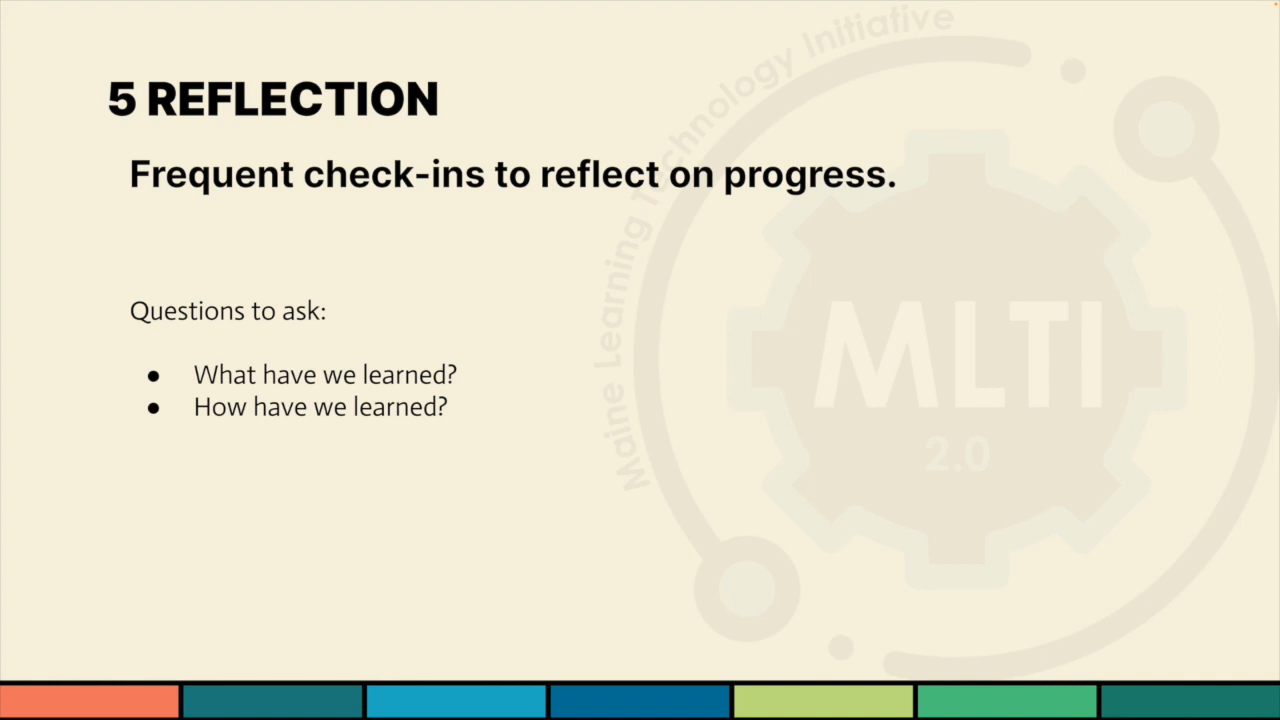 5 REFLECTION
Frequent check-ins to reflect on progress.
Questions to ask:
● What have we learned?
● How have we learned?
Maine Learning Technology Initiative
MLTI
2.0